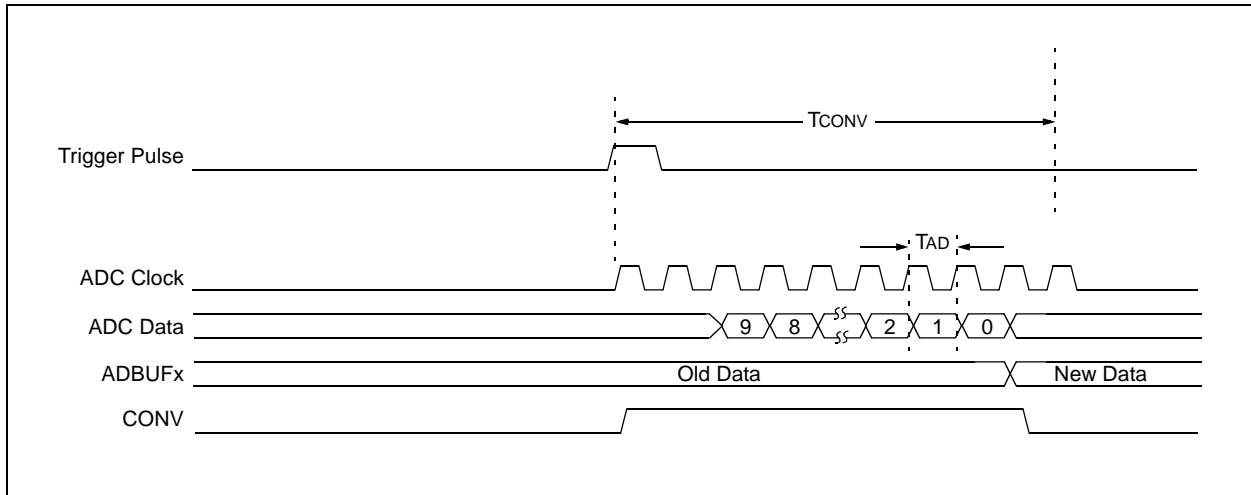 TCONV
Trigger Pulse
TAD
ADC Clock
ADC Data 9 8 2 1 0
ADBUFx Old Data New Data
CONV